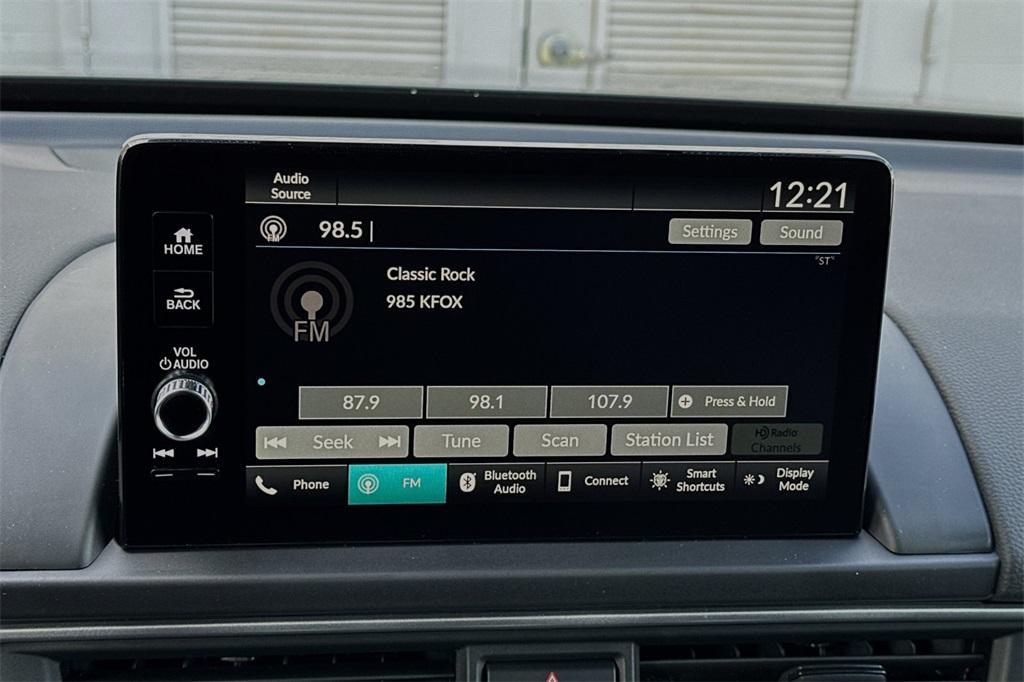 Audio
Source
12:21
FM
98.5
Settings
Sound
HOME
"ST"
Classic Rock
FM
985 KFOX
BACK
VOL
AUDIO
87.9
98.1
107.9
Press & Hold
Seek
Tune
Scan
Station List
HD Radio
Channels
Phone
FM
Bluetooth
Audio
Connect
Smart
Shortcuts
Display
Mode